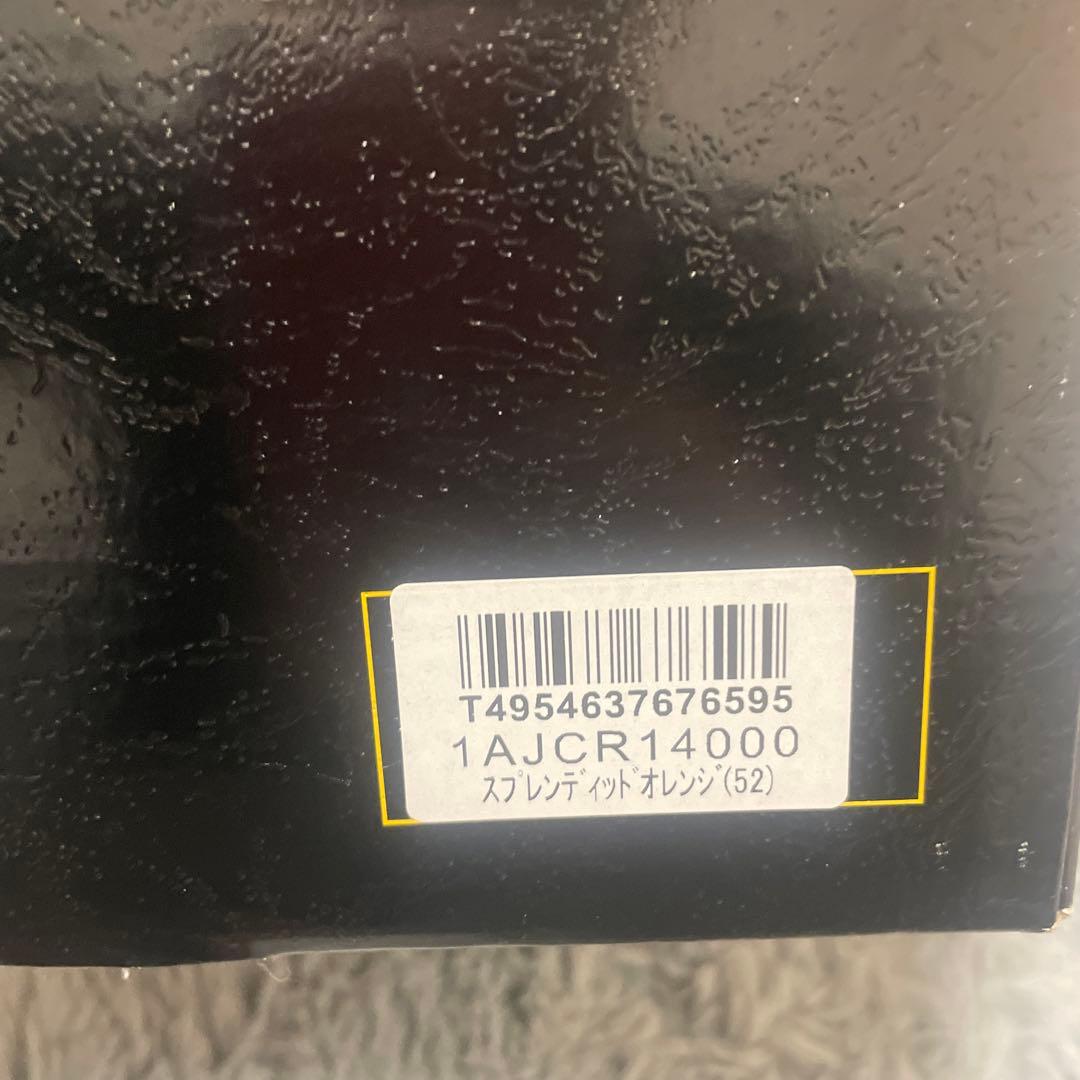 T4954637676595
1AJCR14000
ｽﾌﾟﾚﾝﾃﾞｨｯﾄﾞｵﾚﾝｼﾞ(52)